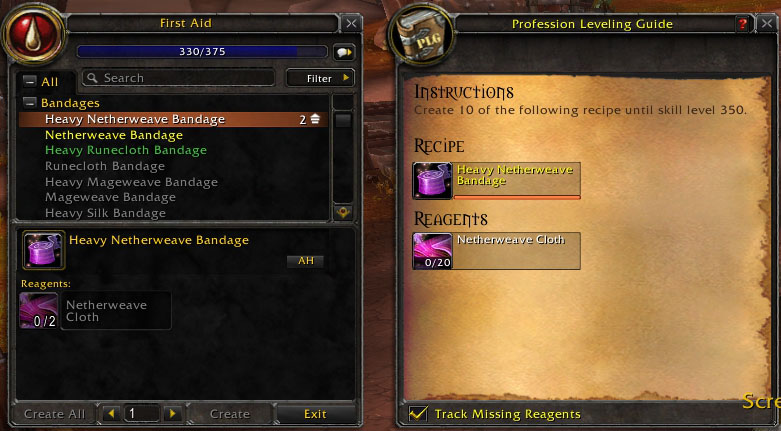 First Aid
330/375
All
Search
Filter
Bandages
Heavy Netherweave Bandage 2
Netherweave Bandage
Heavy Runecloth Bandage
Runecloth Bandage
Heavy Mageweave Bandage
Mageweave Bandage
Heavy Silk Bandage
Heavy Netherweave Bandage
AH
Reagents:
0/2
Netherweave
Cloth
Create All
1
Create
Exit
Profession Leveling Guide
?
PLG
Instructions
Create 10 of the following recipe until skill level 350.
Recipe
Heavy Netherweave
Bandage
Reagents
Netherweave Cloth
0/20
Scre
Track Missing Reagents